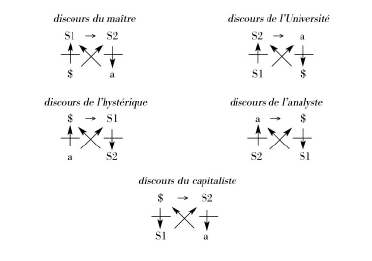 discours du maître discours de l'Université
S1 → S2 S2 → a
$ a S1 $
discours de l'hystérique discours de l'analyste
$ → S1 a → $
a S2 S2 S1
discours du capitaliste
$ → S2
S1 a